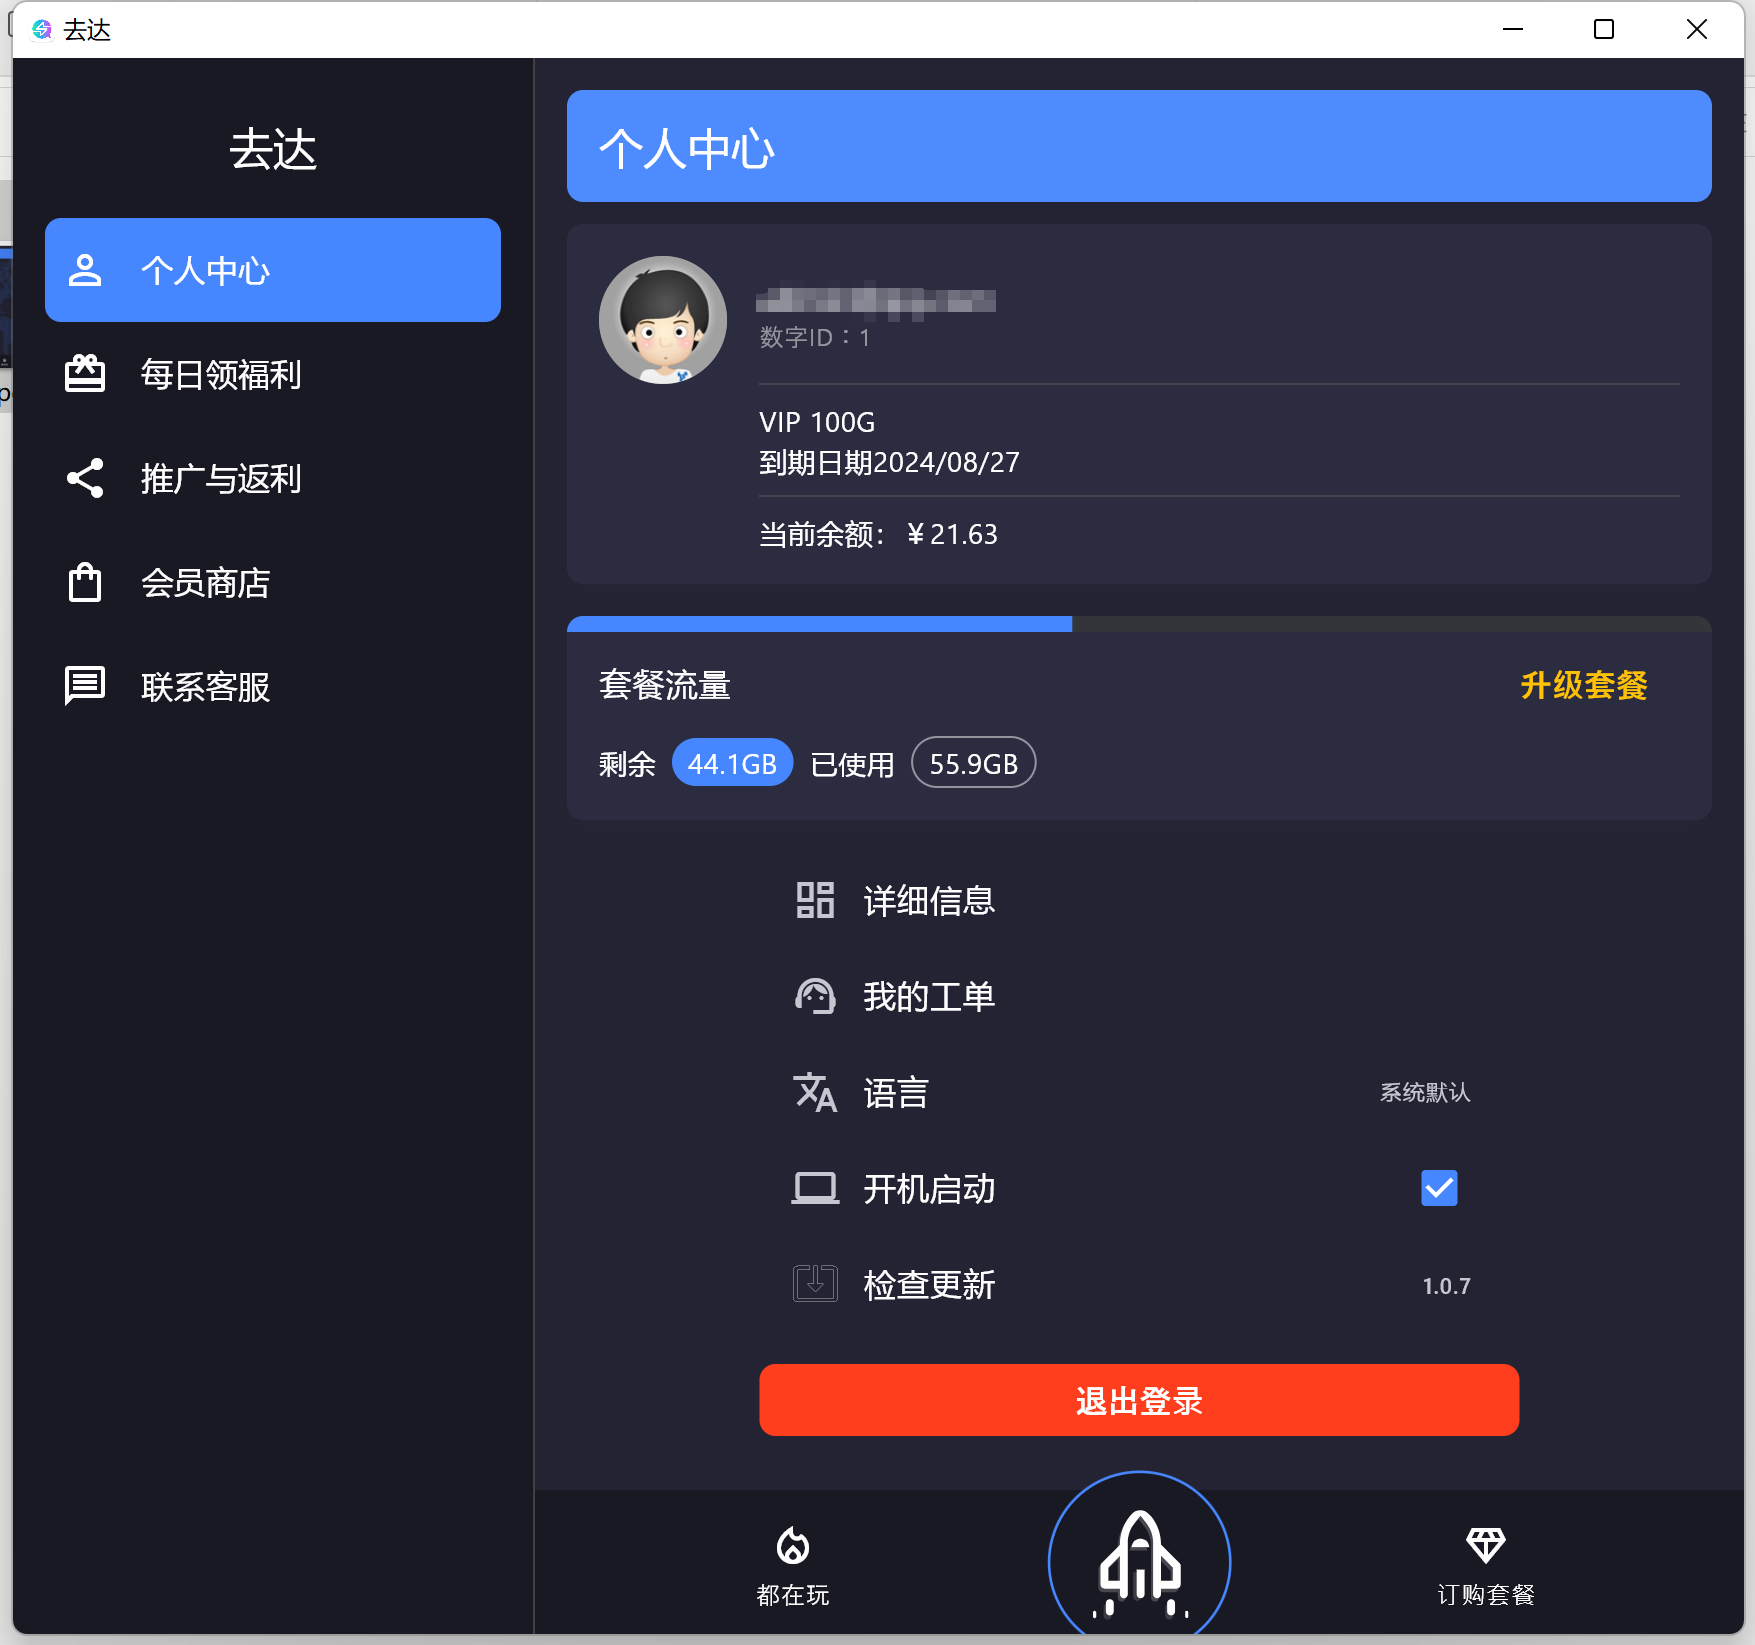 去达
去达
个人中心
每日领福利
推广与返利
会员商店
联系客服
个人中心
数字ID：1
VIP 100G
到期日期2024/08/27
当前余额：￥21.63
套餐流量
升级套餐
剩余 44.1GB 已使用 55.9GB
详细信息
我的工单
语言 系统默认
开机启动
检查更新 1.0.7
退出登录
都在玩
订购套餐